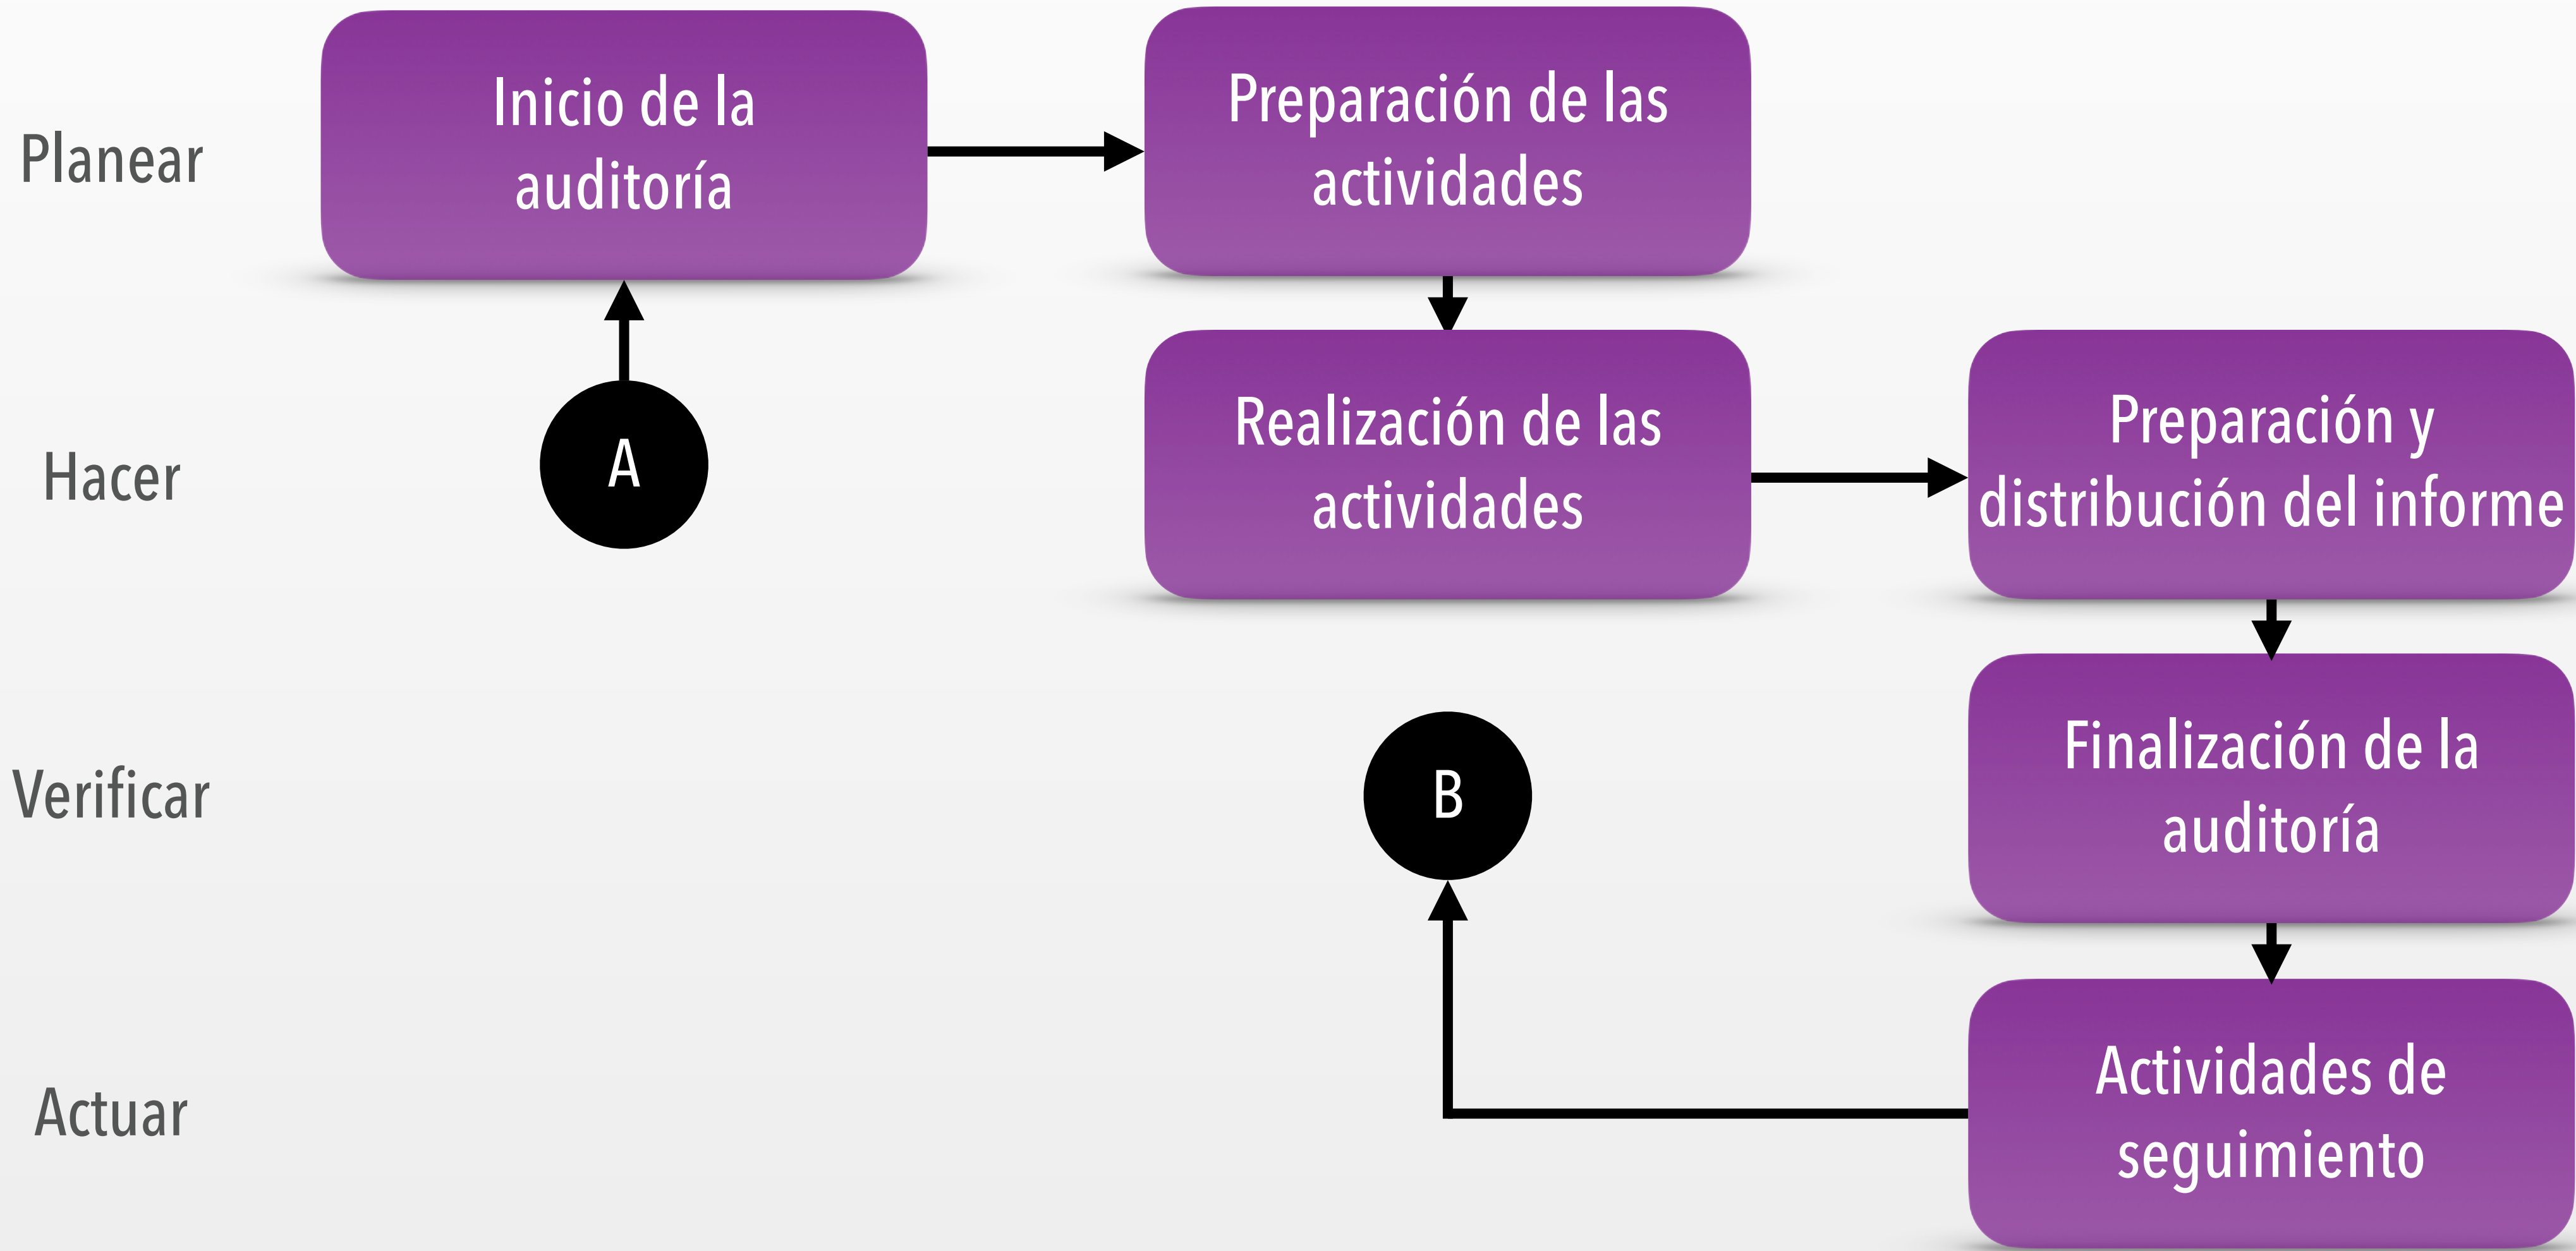 Planear
Inicio de la
auditoría
Preparación de las
actividades
Hacer
A
Realización de las
actividades
Preparación y
distribución del informe
Verificar
B
Finalización de la
auditoría
Actuar
Actividades de
seguimiento